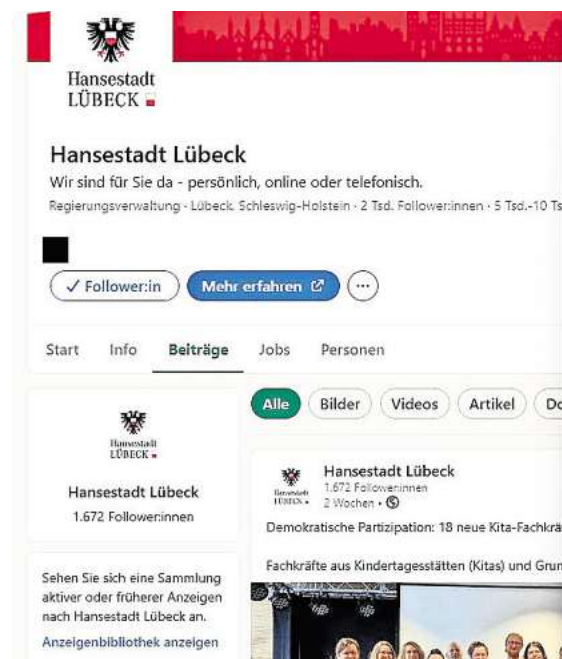 Hansestadt
LÜBECK
Hansestadt Lübeck
Wir sind für Sie da - persönlich, online oder telefonisch.
Regierungsverwaltung · Lübeck, Schleswig-Holstein · 2 Tsd. Follower:innen · 5 Tsd.-10 Ts
✓ Follower:in Mehr erfahren
Start Info Beiträge Jobs Personen
Alle Bilder Videos Artikel Do
Hansestadt
LÜBECK
Hansestadt Lübeck
1.672 Follower:innen
Sehen Sie sich eine Sammlung
aktiver oder früherer Anzeigen
nach Hansestadt Lübeck an.
Anzeigenbibliothek anzeigen
Hansestadt
LÜBECK
Hansestadt Lübeck
1.672 Follower:innen
2 Wochen •
Demokratische Partizipation: 18 neue Kita-Fachkrä
Fachkräfte aus Kindertagesstätten (Kitas) und Grun